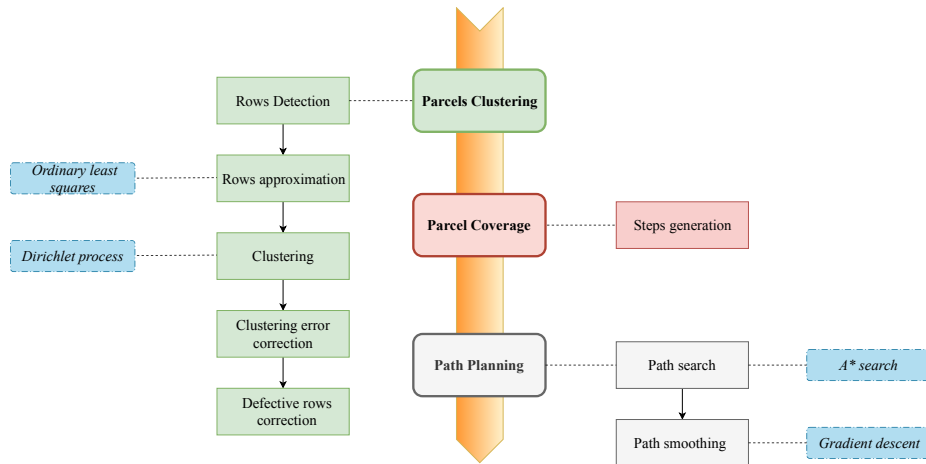 Parcels Clustering
Rows Detection
Ordinary least
squares
Rows approximation
Parcel Coverage
Steps generation
Dirichlet process
Clustering
Clustering error
correction
Path Planning
Path search
A* search
Defective rows
correction
Path smoothing
Gradient descent